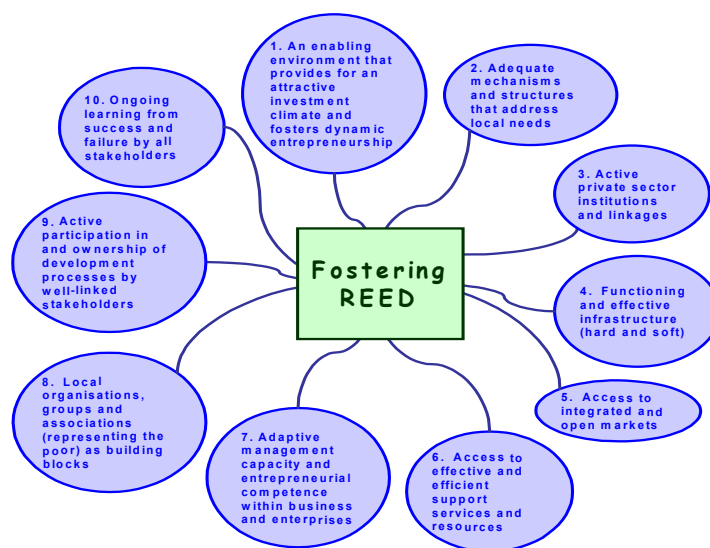 1. An enabling
environment that
provides for an
attractive
investment
climate and
fosters dynamic
entrepreneurship
2. Adequate
mechanisms
and structures
that address
local needs
3. Active
private sector
institutions
and linkages
4. Functioning
and effective
infrastructure
(hard and soft)
5. Access to
integrated and
open markets
6. Access to
effective and
efficient
support
services and
resources
7. Adaptive
management
capacity and
entrepreneurial
competence
within business
and enterprises
8. Local
organisations,
groups and
associations
(representing the
poor) as building
blocks
9. Active
participation in
and ownership of
development
processes by
well-linked
stakeholders
10. Ongoing
learning from
success and
failure by all
stakeholders
Fostering
REED